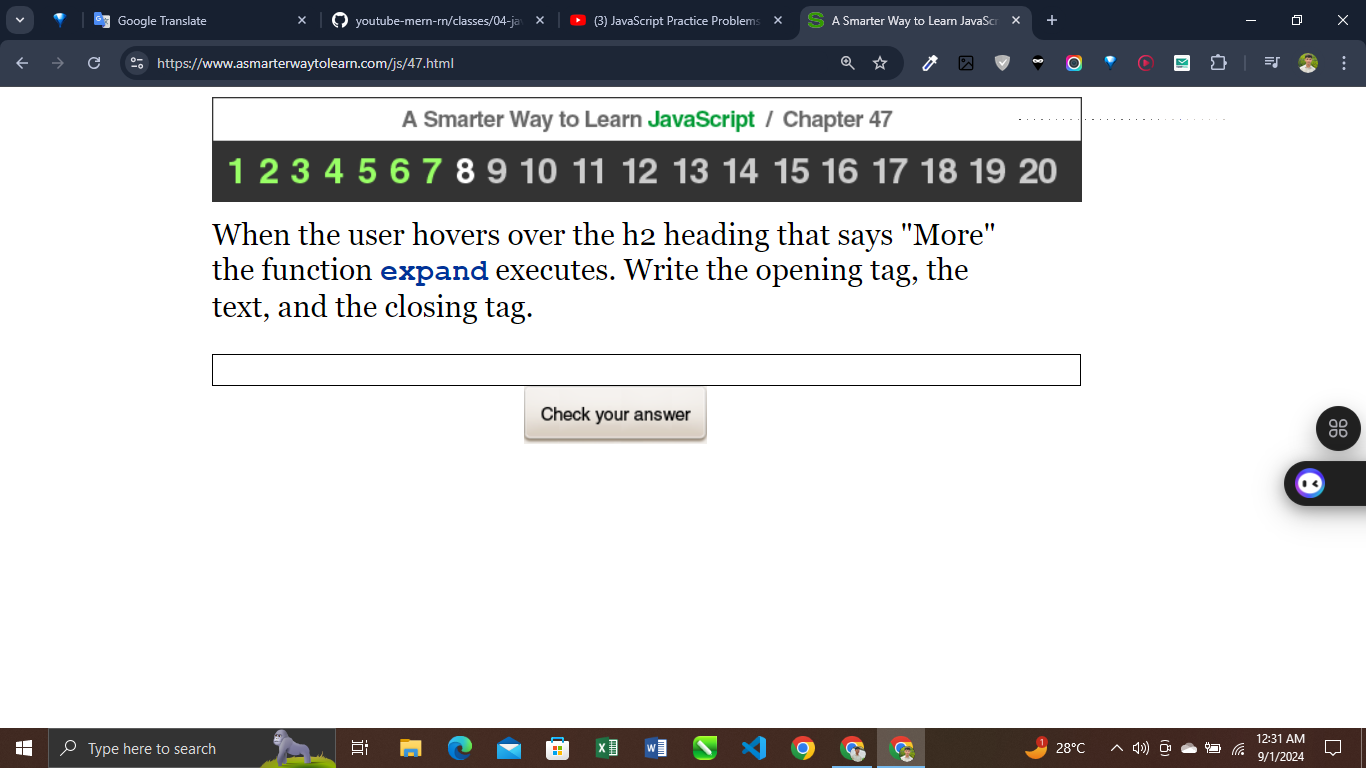 Google Translate
youtube-mern-rn/classes/04-ja
(3) JavaScript Practice Problems
A Smarter Way to Learn JavaScr
https://www.asmarterwaytolearn.com/js/47.html
A Smarter Way to Learn JavaScript / Chapter 47
1 2 3 4 5 6 7 8 9 10 11 12 13 14 15 16 17 18 19 20
When the user hovers over the h2 heading that says "More"
the function expand executes. Write the opening tag, the
text, and the closing tag.
Check your answer
Type here to search
1
28°C
12:31 AM
9/1/2024